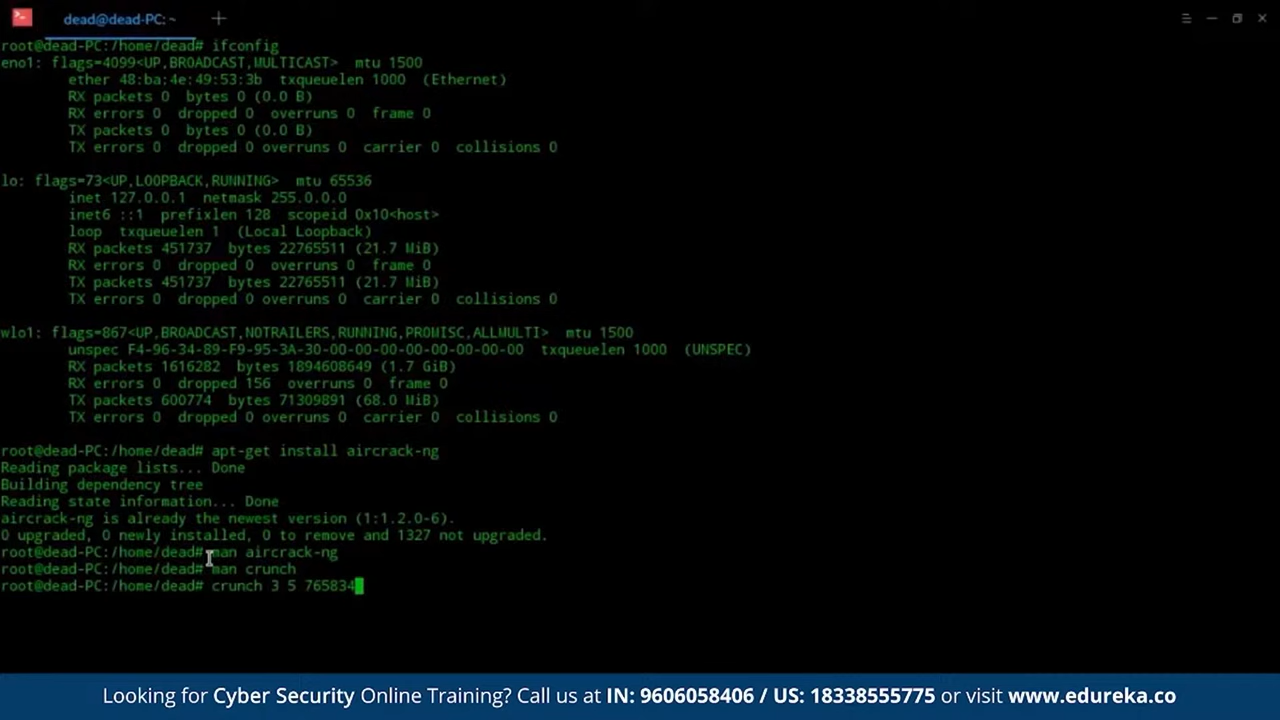 dead@dead-PC: ~
root@dead-PC:/home/dead# ifconfig
eno1: flags=4099<UP,BROADCAST,MULTICAST>  mtu 1500
ether 48:ba:4e:49:53:3b  txqueuelen 1000  (Ethernet)
RX packets 0  bytes 0 (0.0 B)
RX errors 0  dropped 0  overruns 0  frame 0
TX packets 0  bytes 0 (0.0 B)
TX errors 0  dropped 0 overruns 0  carrier 0  collisions 0
lo: flags=73<UP,LOOPBACK,RUNNING>  mtu 65536
inet 127.0.0.1  netmask 255.0.0.0
inet6 ::1  prefixlen 128  scopeid 0x10<host>
loop  txqueuelen 1  (Local Loopback)
RX packets 451737  bytes 22765511 (21.7 MiB)
RX errors 0  dropped 0  overruns 0  frame 0
TX packets 451737  bytes 22765511 (21.7 MiB)
TX errors 0  dropped 0 overruns 0  carrier 0  collisions 0
wlo1: flags=867<UP,BROADCAST,NOTRAILERS,RUNNING,PROMISC,ALLMULTI>  mtu 1500
unspec F4-96-34-89-F9-95-3A-30-00-00-00-00-00-00-00-00  txqueuelen 1000  (UNSPEC)
RX packets 1616282  bytes 1894608649 (1.7 GiB)
RX errors 0  dropped 156  overruns 0  frame 0
TX packets 600774  bytes 71309891 (68.0 MiB)
TX errors 0  dropped 0 overruns 0  carrier 0  collisions 0
root@dead-PC:/home/dead# apt-get install aircrack-ng
Reading package lists... Done
Building dependency tree
Reading state information... Done
aircrack-ng is already the newest version (1:1.2.0-6).
0 upgraded, 0 newly installed, 0 to remove and 1327 not upgraded.
root@dead-PC:/home/dead# man aircrack-ng
root@dead-PC:/home/dead# man crunch
root@dead-PC:/home/dead# crunch 3 5 765834
Looking for Cyber Security Online Training? Call us at IN: 9606058406 / US: 18338555775 or visit www.edureka.co